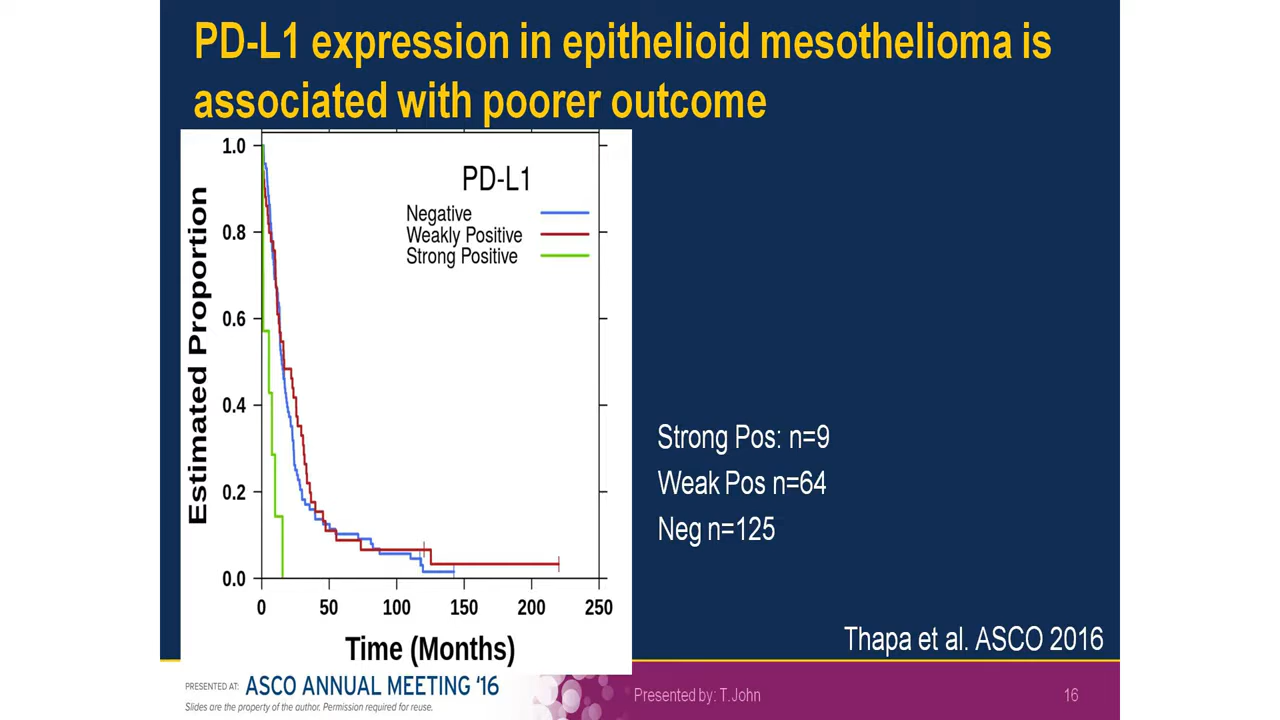 PD-L1 expression in epithelioid mesothelioma is
associated with poorer outcome
PD-L1
Negative
Weakly Positive
Strong Positive
Estimated Proportion
1.0
0.8
0.6
0.4
0.2
0.0
0 50 100 150 200 250
Time (Months)
Strong Pos: n=9
Weak Pos n=64
Neg n=125
Thapa et al. ASCO 2016
PRESENTED AT: ASCO ANNUAL MEETING '16
Slides are the property of the author. Permission required for reuse.
Presented by: T.John
16